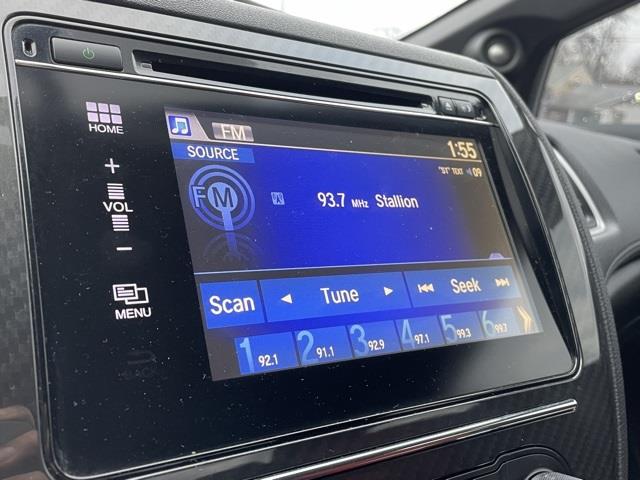 HOME
+
VOL
−
MENU
BACK
FM
1:55
SOURCE
"ST" TEXT 09
FM
93.7 MHz Stallion
Scan ◄ Tune ► |◄◄ Seek ►►|
1 92.1 2 91.1 3 92.9 4 97.1 5 99.3 6 99.7